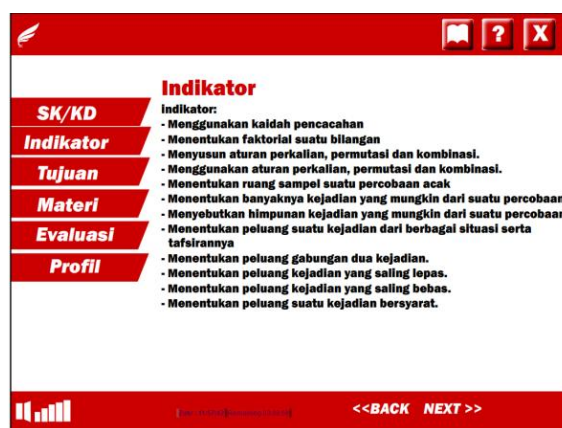 ? X
Indikator
indikator:
- Menggunakan kaidah pencacahan
- Menentukan faktorial suatu bilangan
- Menyusun aturan perkalian, permutasi dan kombinasi.
- Menggunakan aturan perkalian, permutasi dan kombinasi.
- Menentukan ruang sampel suatu percobaan acak
- Menentukan banyaknya kejadian yang mungkin dari suatu percobaan
- Menyebutkan himpunan kejadian yang mungkin dari suatu percobaan
- Menentukan peluang suatu kejadian dari berbagai situasi serta
tafsirannya
- Menentukan peluang gabungan dua kejadian.
- Menentukan peluang kejadian yang saling lepas.
- Menentukan peluang kejadian yang saling bebas.
- Menentukan peluang suatu kejadian bersyarat.
SK/KD
Indikator
Tujuan
Materi
Evaluasi
Profil
<<BACK NEXT >>